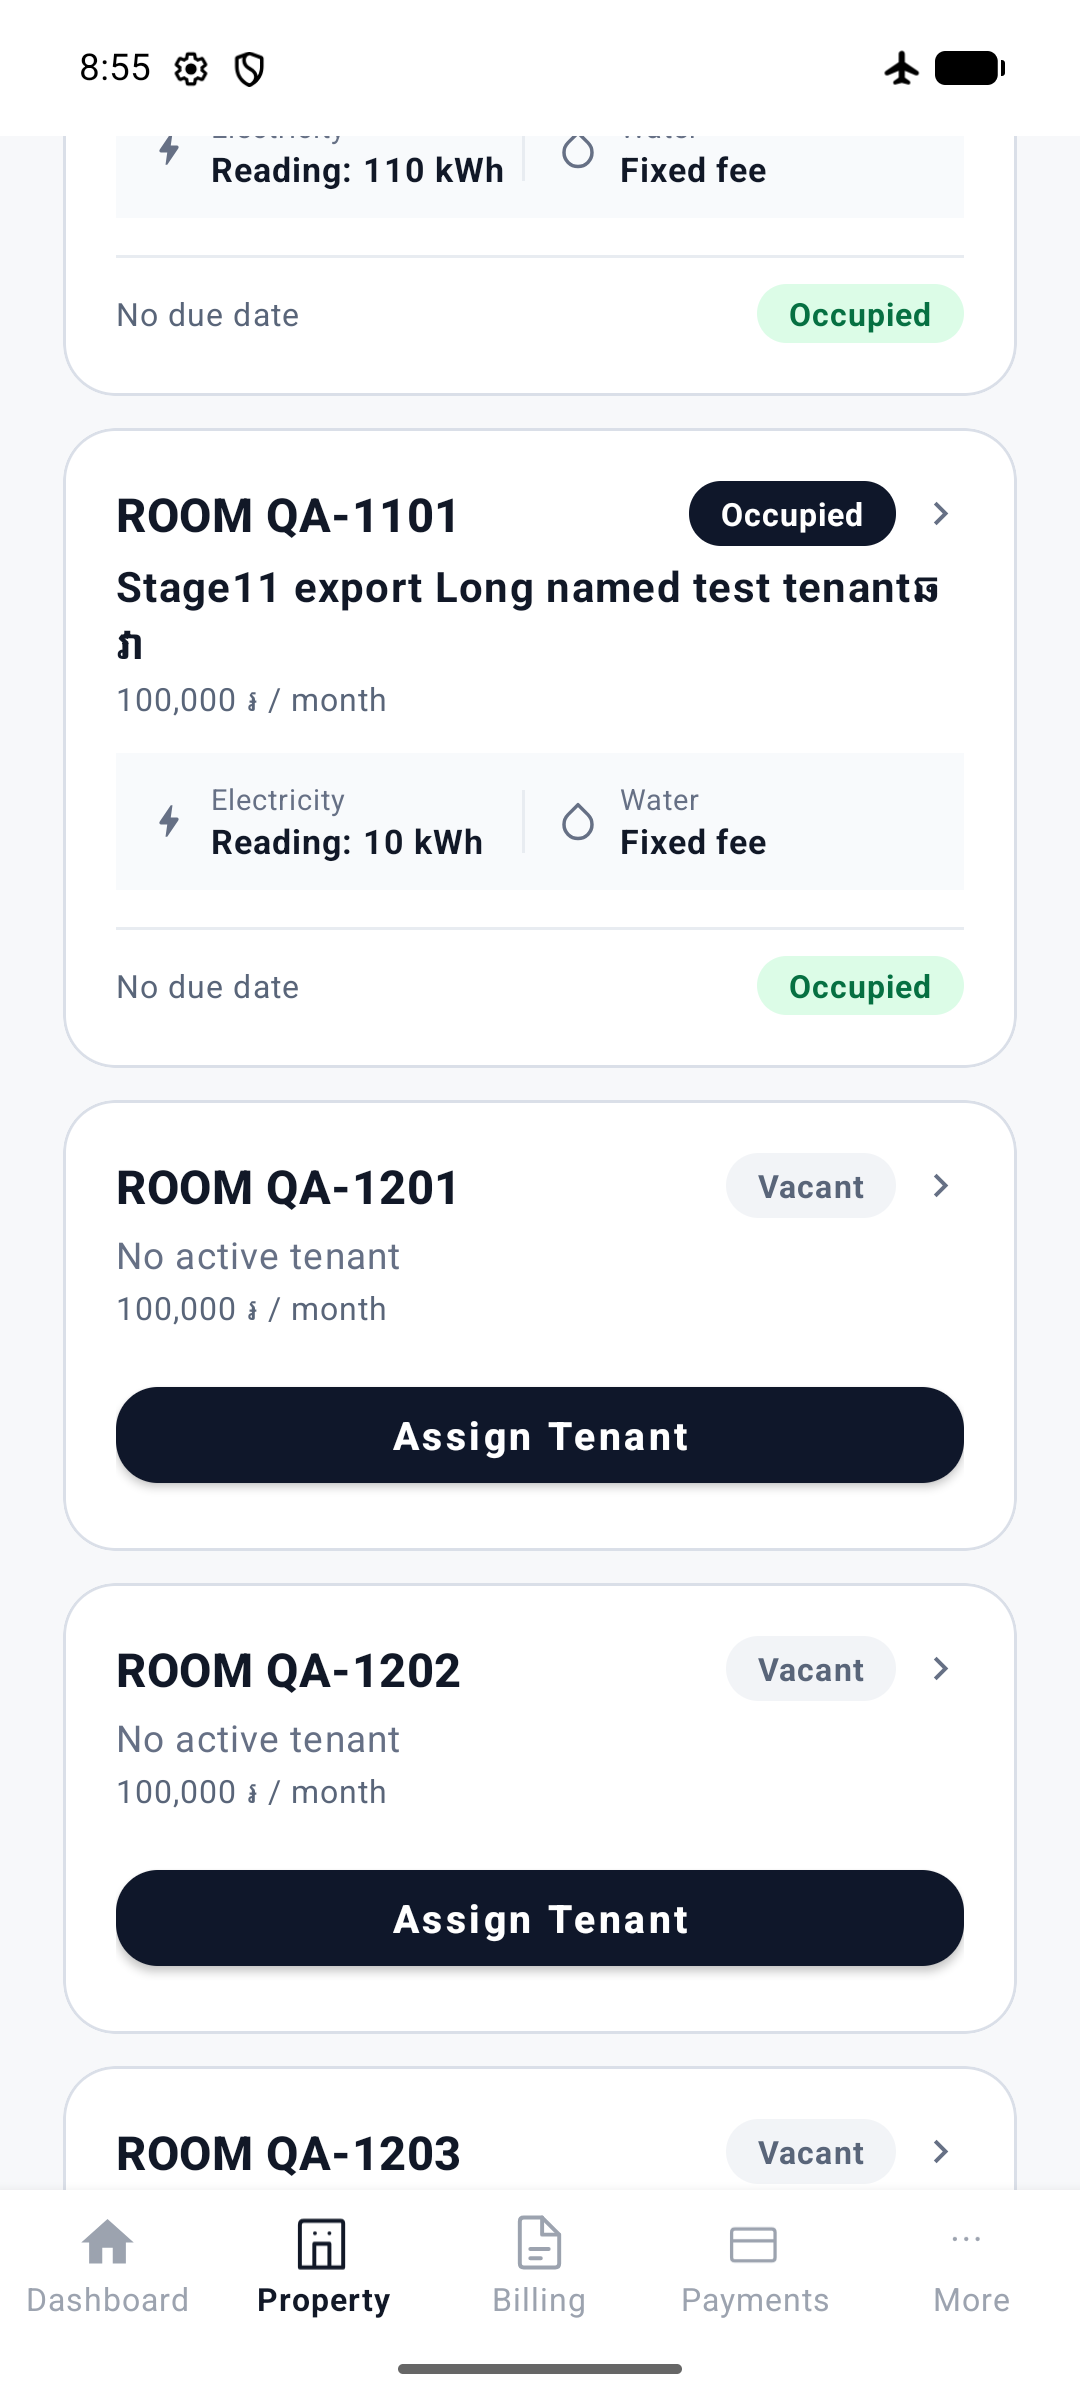 8:55
Electricity
Water
Reading: 110 kWh
Fixed fee
No due date
Occupied
ROOM QA-1101
Occupied
Stage11 export Long named test tenantឆ
វា
100,000 ៛ / month
Electricity
Water
Reading: 10 kWh
Fixed fee
No due date
Occupied
ROOM QA-1201
Vacant
No active tenant
100,000 ៛ / month
Assign Tenant
ROOM QA-1202
Vacant
No active tenant
100,000 ៛ / month
Assign Tenant
ROOM QA-1203
Vacant
Dashboard
Property
Billing
Payments
More